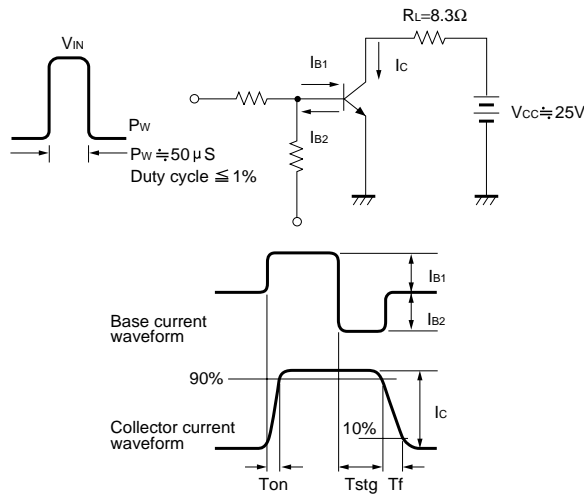 RL=8.3Ω
VIN
IB1
IC
PW
IB2
VCC≒25V
PW≒50μS
Duty cycle ≦1%
IB1
Base current
waveform
IB2
90%
Collector current
waveform
10%
IC
Ton
Tstg
Tf